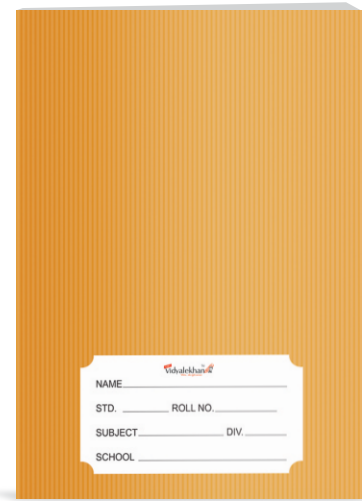 Vidyalekhan
NAME
STD. ROLL NO.
SUBJECT DIV.
SCHOOL